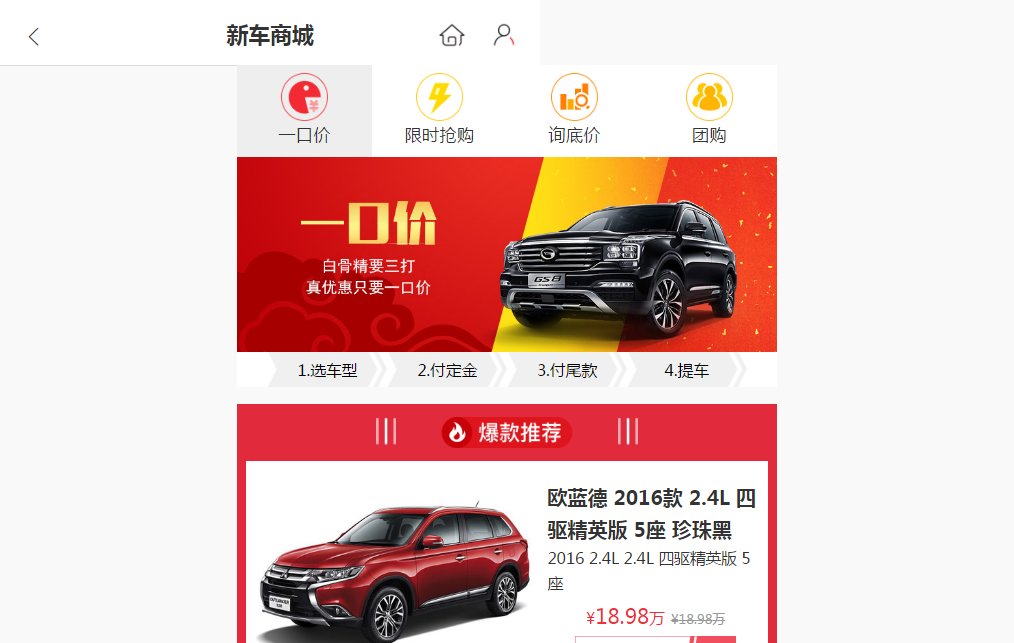 新车商城
一口价
限时抢购
询底价
团购
一口价
白骨精要三打
真优惠只要一口价
GS8
1.选车型
2.付定金
3.付尾款
4.提车
爆款推荐
欧蓝德 2016款 2.4L 四
驱精英版 5座 珍珠黑
2016 2.4L 2.4L 四驱精英版 5
座
¥18.98万 ¥18.98万